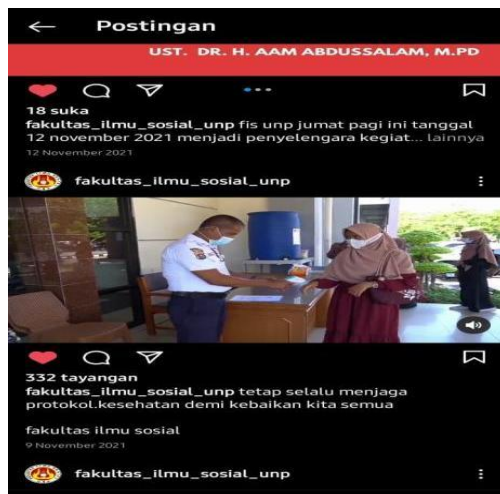 Postingan
UST. DR. H. AAM ABDUSSALAM, M.PD
18 suka
fakultas_ilmu_sosial_unp fis unp jumat pagi ini tanggal
12 november 2021 menjadi penyelengara kegiat... lainnya
12 November 2021
fakultas_ilmu_sosial_unp
332 tayangan
fakultas_ilmu_sosial_unp tetap selalu menjaga
protokol.kesehatan demi kebaikan kita semua
fakultas ilmu sosial
9 November 2021
fakultas_ilmu_sosial_unp